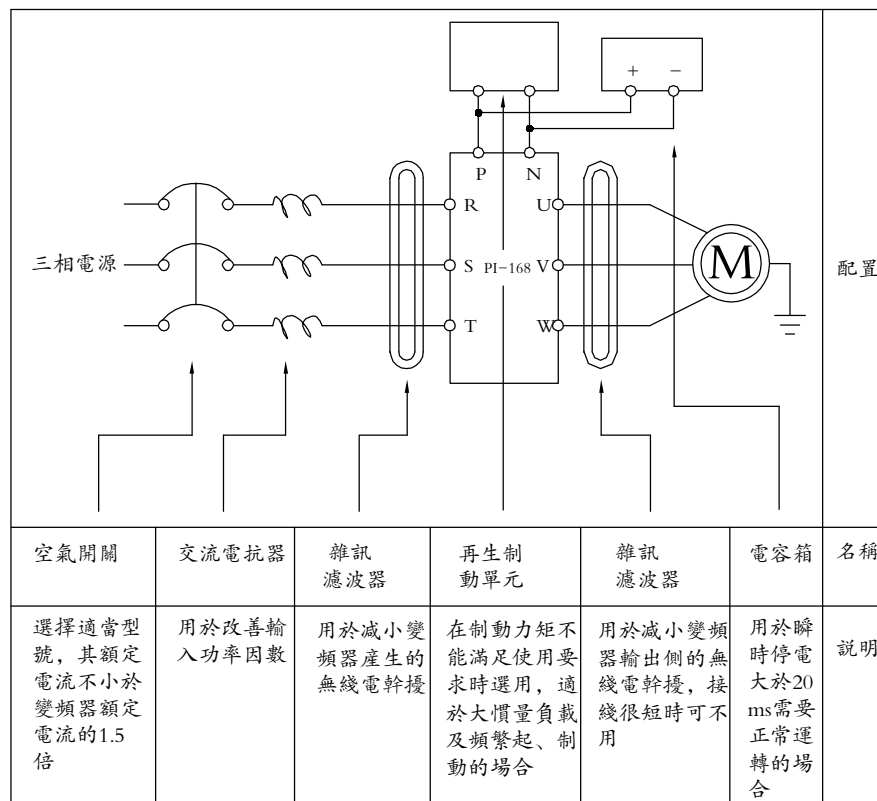 + −
P N
R U
三相電源 S PI-168 V M 配置
T W
空氣開關
交流電抗器
雜訊
濾波器
再生制
動單元
雜訊
濾波器
電容箱
名稱
選擇適當型
號，其額定
電流不小於
變頻器額定
電流的1.5
倍
用於改善輸
入功率因數
用於减小變
頻器産生的
無綫電幹擾
在制動力矩不
能滿足使用要
求時選用，適
於大慣量負載
及頻繁起、制
動的場合
用於减小變頻
器輸出側的無
綫電幹擾，接
綫很短時可不
用
用於瞬
時停電
大於20
ms需要
正常運
轉的場
合
説明